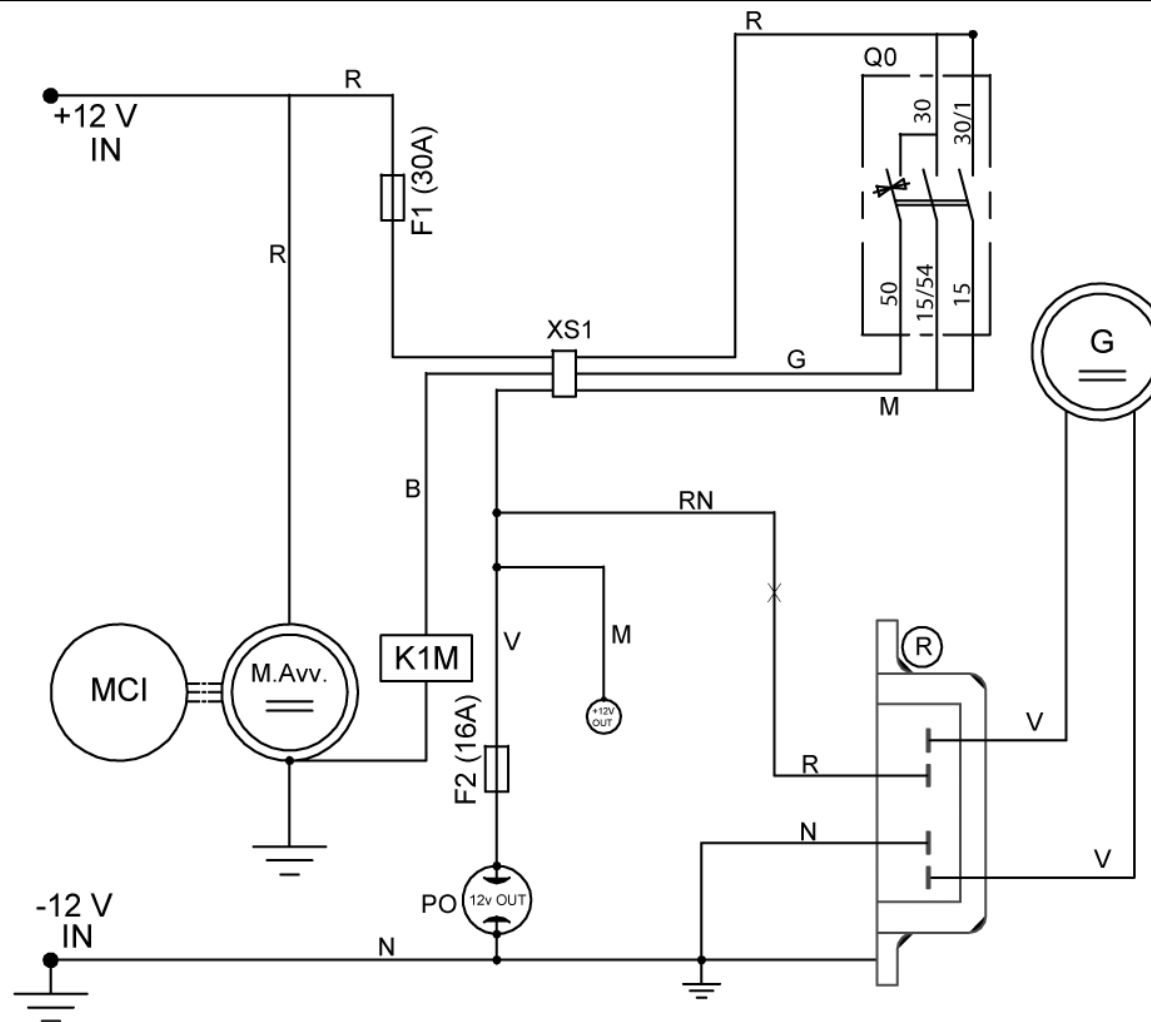 R
Q0
R
+12 V
IN
30
30/1
F1 (30A)
R
50
15/54
15
XS1
G
G
M
B
RN
V
M
K1M
R
MCI
M.Avv.
+12V
OUT
V
F2 (16A)
R
N
V
-12 V
IN
PO
12v OUT
N